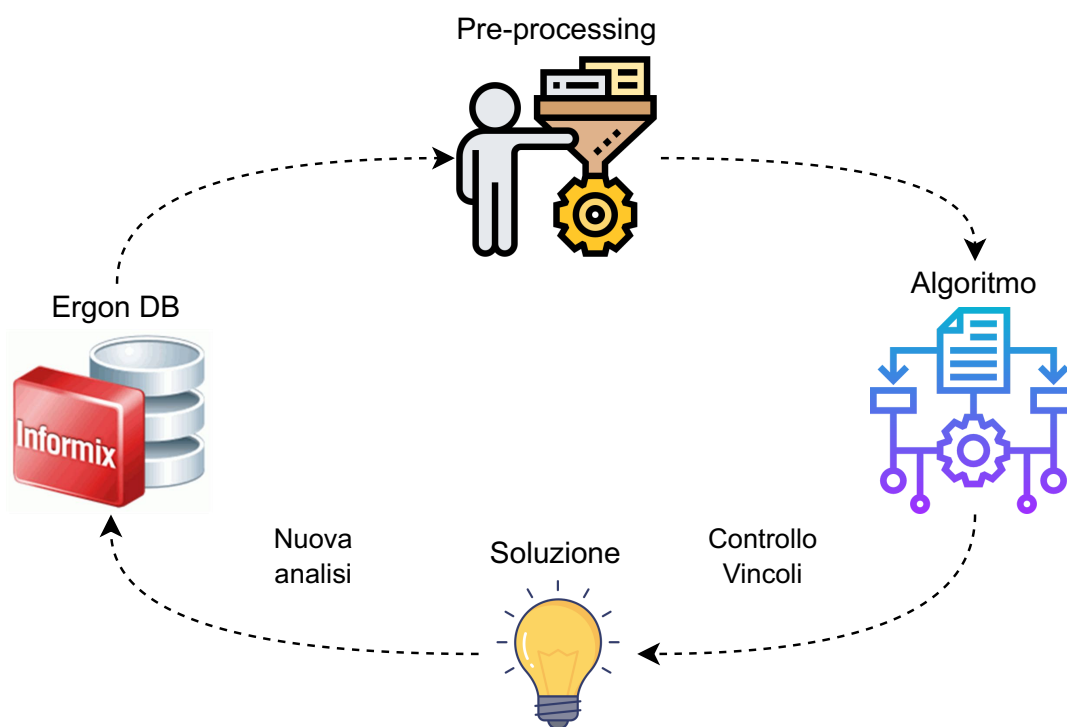 Pre-processing
Algoritmo
Ergon DB
Informix
Nuova
analisi
Soluzione
Controllo
Vincoli